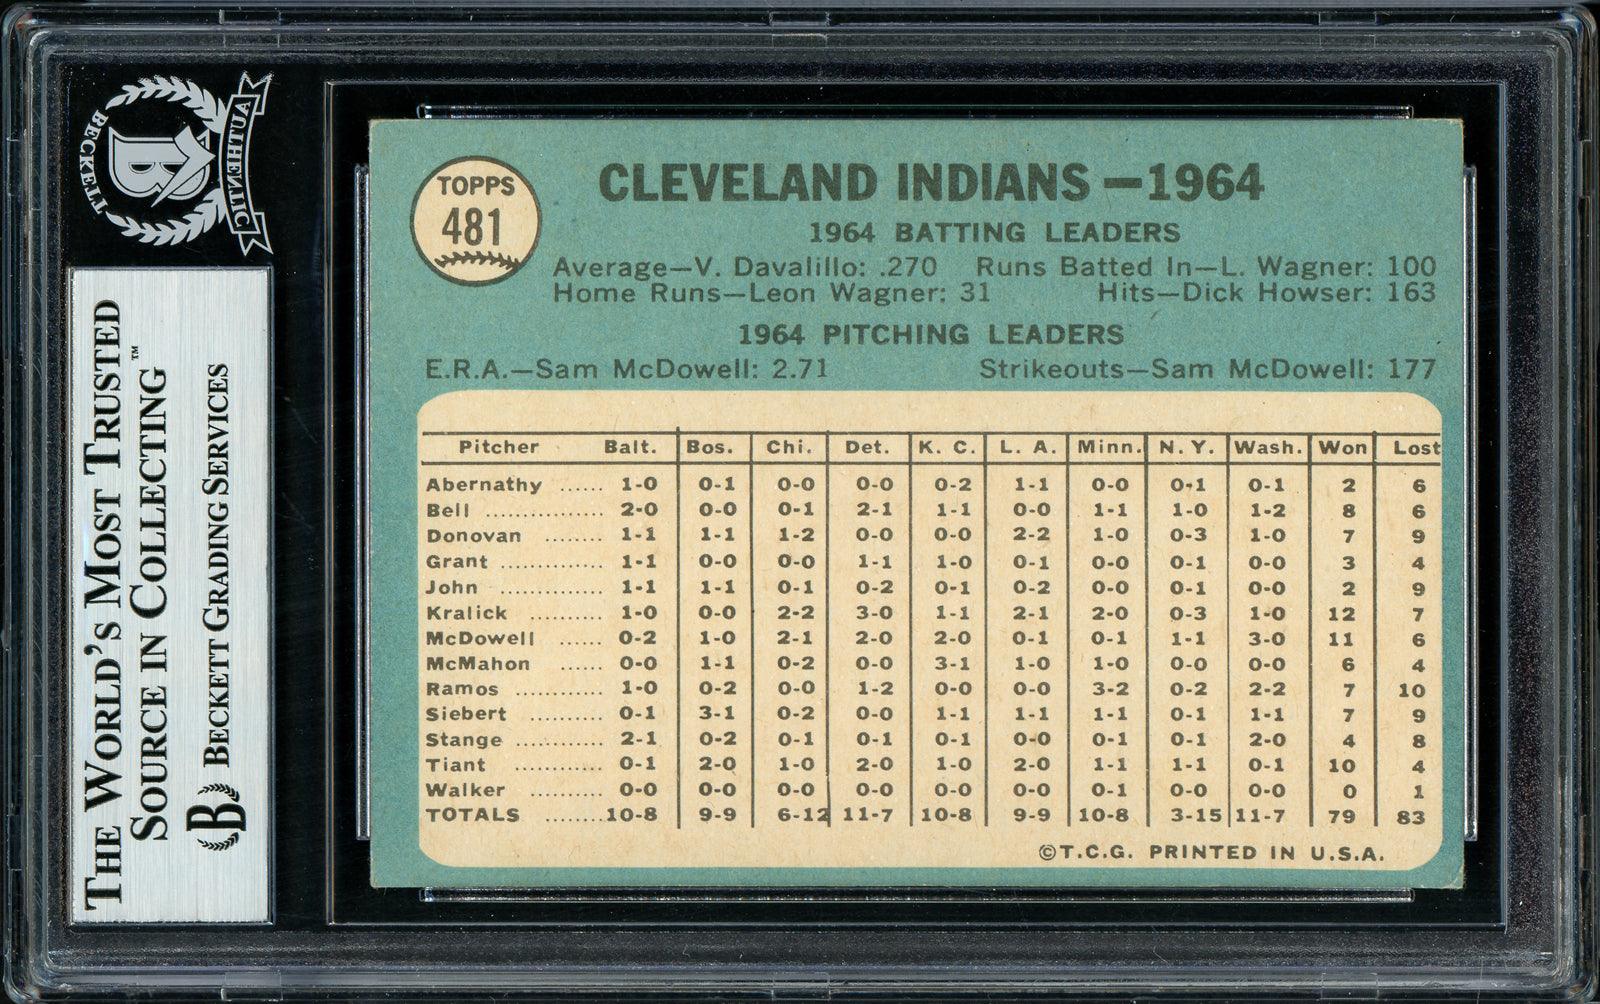 BECKETT
AUTHENTIC
B
THE WORLD'S MOST TRUSTED
SOURCE IN COLLECTING™
B BECKETT GRADING SERVICES
TOPPS
481
CLEVELAND INDIANS—1964
1964 BATTING LEADERS
Average—V. Davalillo: .270 Runs Batted In—L. Wagner: 100
Home Runs—Leon Wagner: 31 Hits—Dick Howser: 163
1964 PITCHING LEADERS
E.R.A.—Sam McDowell: 2.71 Strikeouts—Sam McDowell: 177
Pitcher Balt. Bos. Chi. Det. K. C. L. A. Minn. N. Y. Wash. Won Lost
Abernathy ...... 1-0 0-1 0-0 0-0 0-2 1-1 0-0 0-1 0-1 2 6
Bell ................ 2-0 0-0 0-1 2-1 1-1 0-0 1-1 1-0 1-2 8 6
Donovan ........ 1-1 1-1 1-2 0-0 0-0 2-2 1-0 0-3 1-0 7 9
Grant .............. 1-1 0-0 0-0 1-1 1-0 0-1 0-0 0-1 0-0 3 4
John ................ 1-1 1-1 0-1 0-2 0-1 0-2 0-0 0-1 0-0 2 9
Kralick .......... 1-0 0-0 2-2 3-0 1-1 2-1 2-0 0-3 1-0 12 7
McDowell ...... 0-2 1-0 2-1 2-0 2-0 0-1 0-1 1-1 3-0 11 6
McMahon ...... 0-0 1-1 0-2 0-0 3-1 1-0 1-0 0-0 0-0 6 4
Ramos ............ 1-0 0-2 0-0 1-2 0-0 0-0 3-2 0-2 2-2 7 10
Siebert .......... 0-1 3-1 0-2 0-0 1-1 1-1 1-1 0-1 1-1 7 9
Stange ............ 2-1 0-2 0-1 0-1 0-1 0-0 0-1 0-1 2-0 4 8
Tiant ............ 0-1 2-0 1-0 2-0 1-0 2-0 1-1 1-1 0-1 10 4
Walker .......... 0-0 0-0 0-0 0-0 0-0 0-0 0-1 0-0 0-0 0 1
TOTALS ........ 10-8 9-9 6-12 11-7 10-8 9-9 10-8 3-15 11-7 79 83
©T.C.G. PRINTED IN U.S.A.